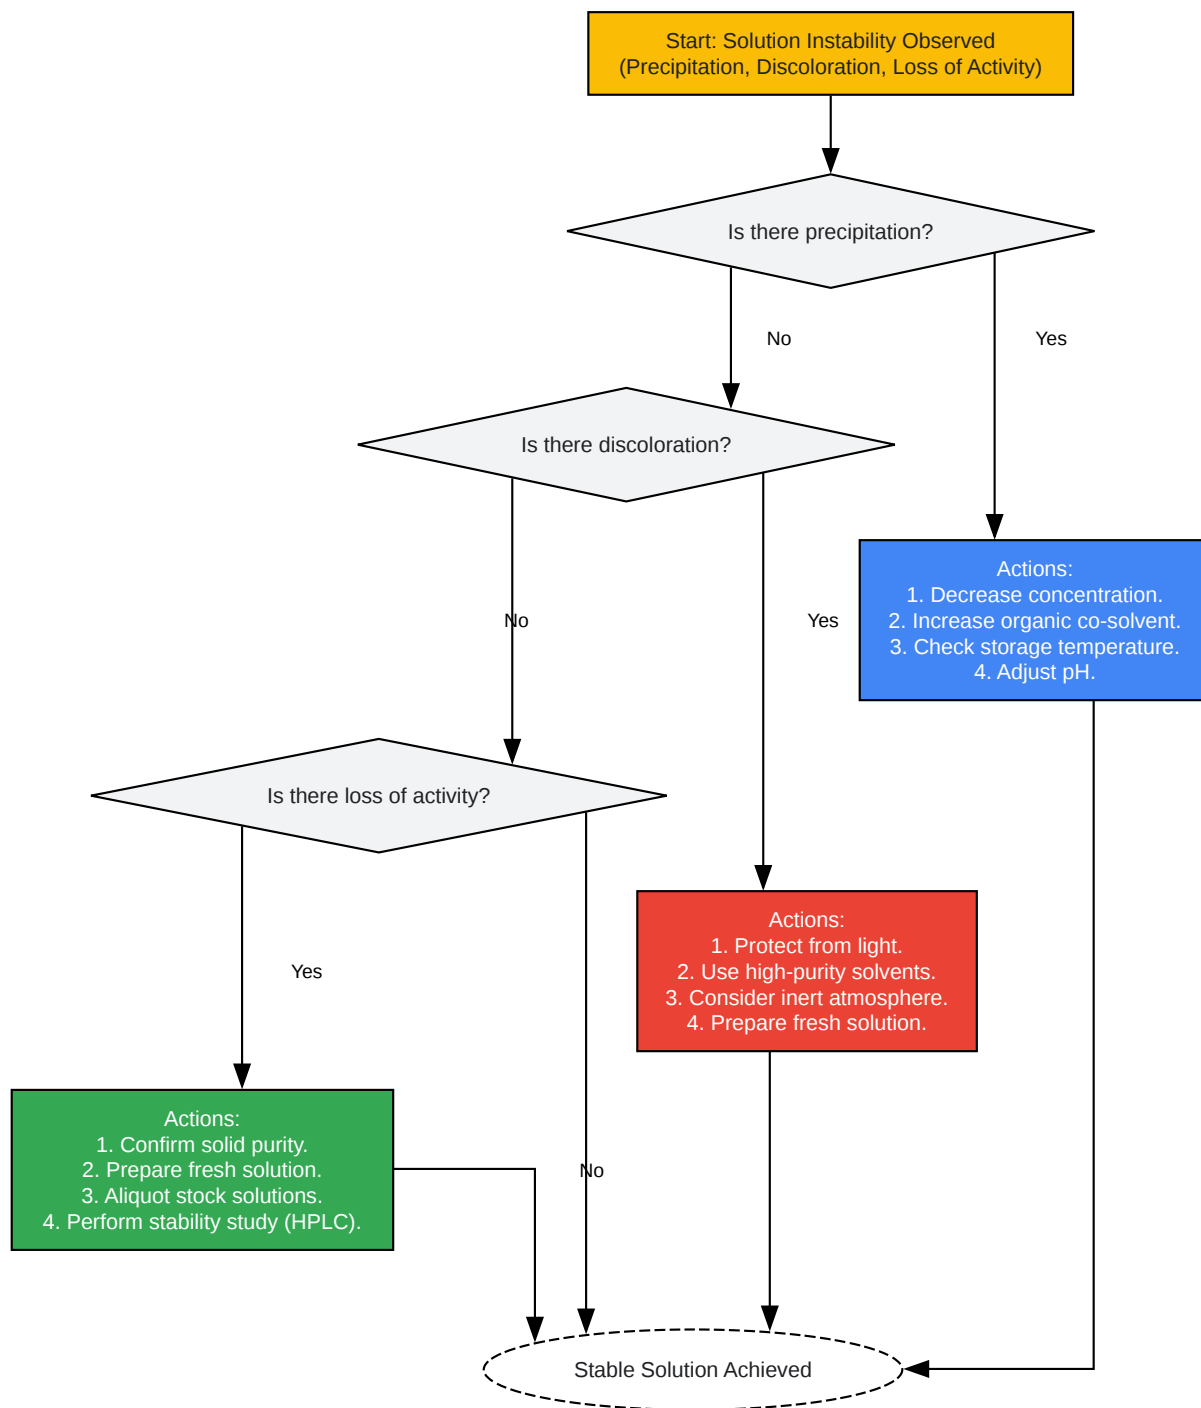 Start: Solution Instability Observed
(Precipitation, Discoloration, Loss of Activity)
Is there precipitation?
No
Yes
Is there discoloration?
Actions:
1. Decrease concentration.
2. Increase organic co-solvent.
3. Check storage temperature.
4. Adjust pH.
No
Yes
Is there loss of activity?
Actions:
1. Protect from light.
2. Use high-purity solvents.
3. Consider inert atmosphere.
4. Prepare fresh solution.
Yes
Actions:
1. Confirm solid purity.
2. Prepare fresh solution.
3. Aliquot stock solutions.
4. Perform stability study (HPLC).
No
Stable Solution Achieved